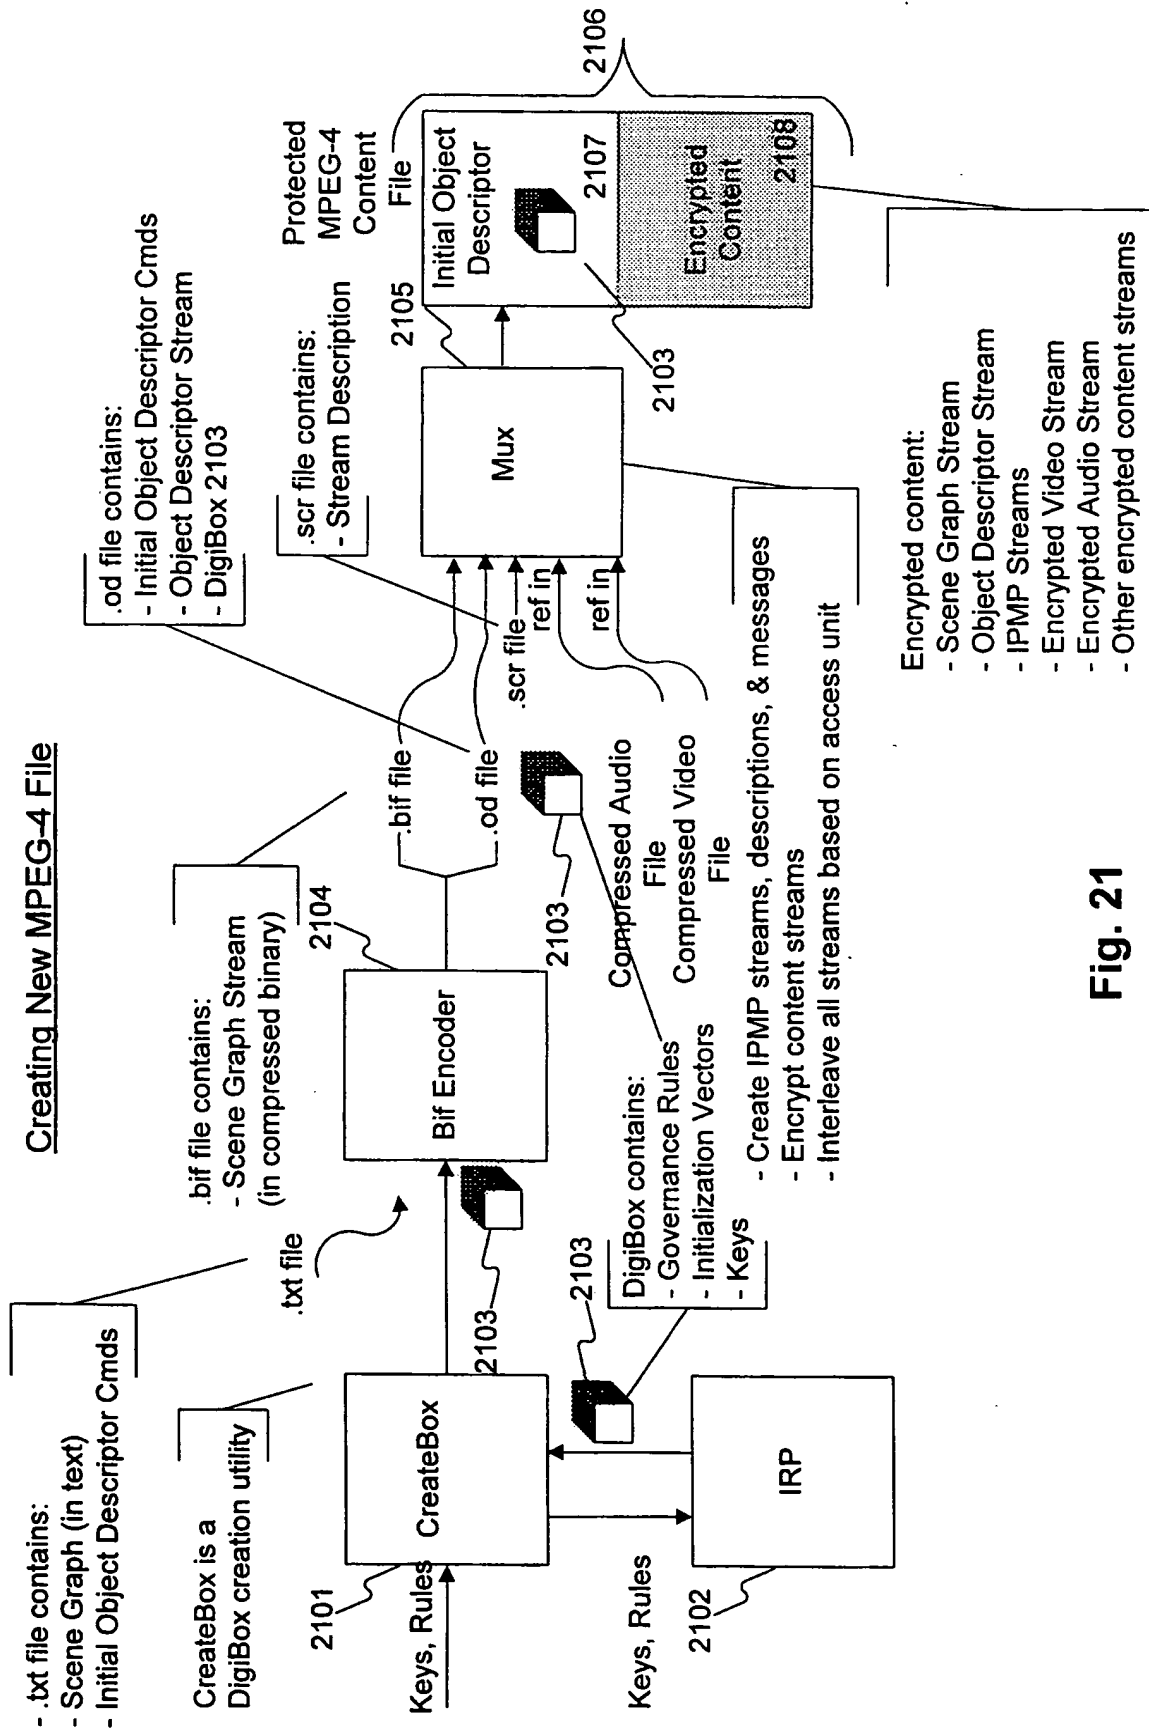 Creating New MPEG-4 File
- .txt file contains:
- Scene Graph (in text)
- Initial Object Descriptor Cmds
CreateBox is a
DigiBox creation utility
2101
Keys, Rules
CreateBox
Keys, Rules
2102
IRP
2103
DigiBox contains:
- Governance Rules
- Initialization Vectors
- Keys
.txt file
2103
.bif file contains:
- Scene Graph Stream
(in compressed binary)
2104
Bif Encoder
.bif file
.od file
2103
Compressed Audio
File
Compressed Video
File
.od file contains:
- Initial Object Descriptor Cmds
- Object Descriptor Stream
- DigiBox 2103
.scr file contains:
- Stream Description
.scr file
ref in
ref in
2105
Mux
- Create IPMP streams, descriptions, & messages
- Encrypt content streams
- Interleave all streams based on access unit
Protected
MPEG-4
Content
File
Initial Object
Descriptor
2107
2103
Encrypted
Content
2108
2106
Encrypted content:
- Scene Graph Stream
- Object Descriptor Stream
- IPMP Streams
- Encrypted Video Stream
- Encrypted Audio Stream
- Other encrypted content streams
Fig. 21